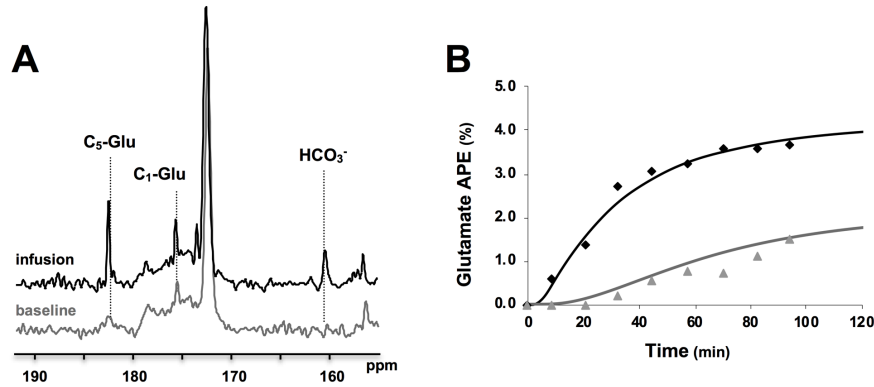 A
C₅-Glu
C₁-Glu
HCO₃⁻
infusion
baseline
190 180 170 160 ppm
B
Glutamate APE (%)
5.0
4.0
3.0
2.0
1.0
0.0
0 20 40 60 80 100 120
Time (min)